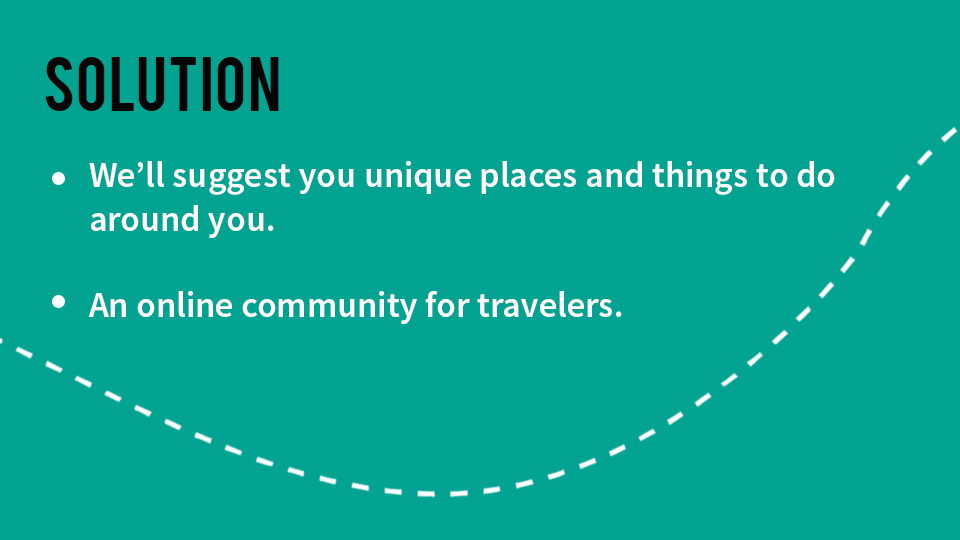 SOLUTION
• We’ll suggest you unique places and things to do
around you.
• An online community for travelers.